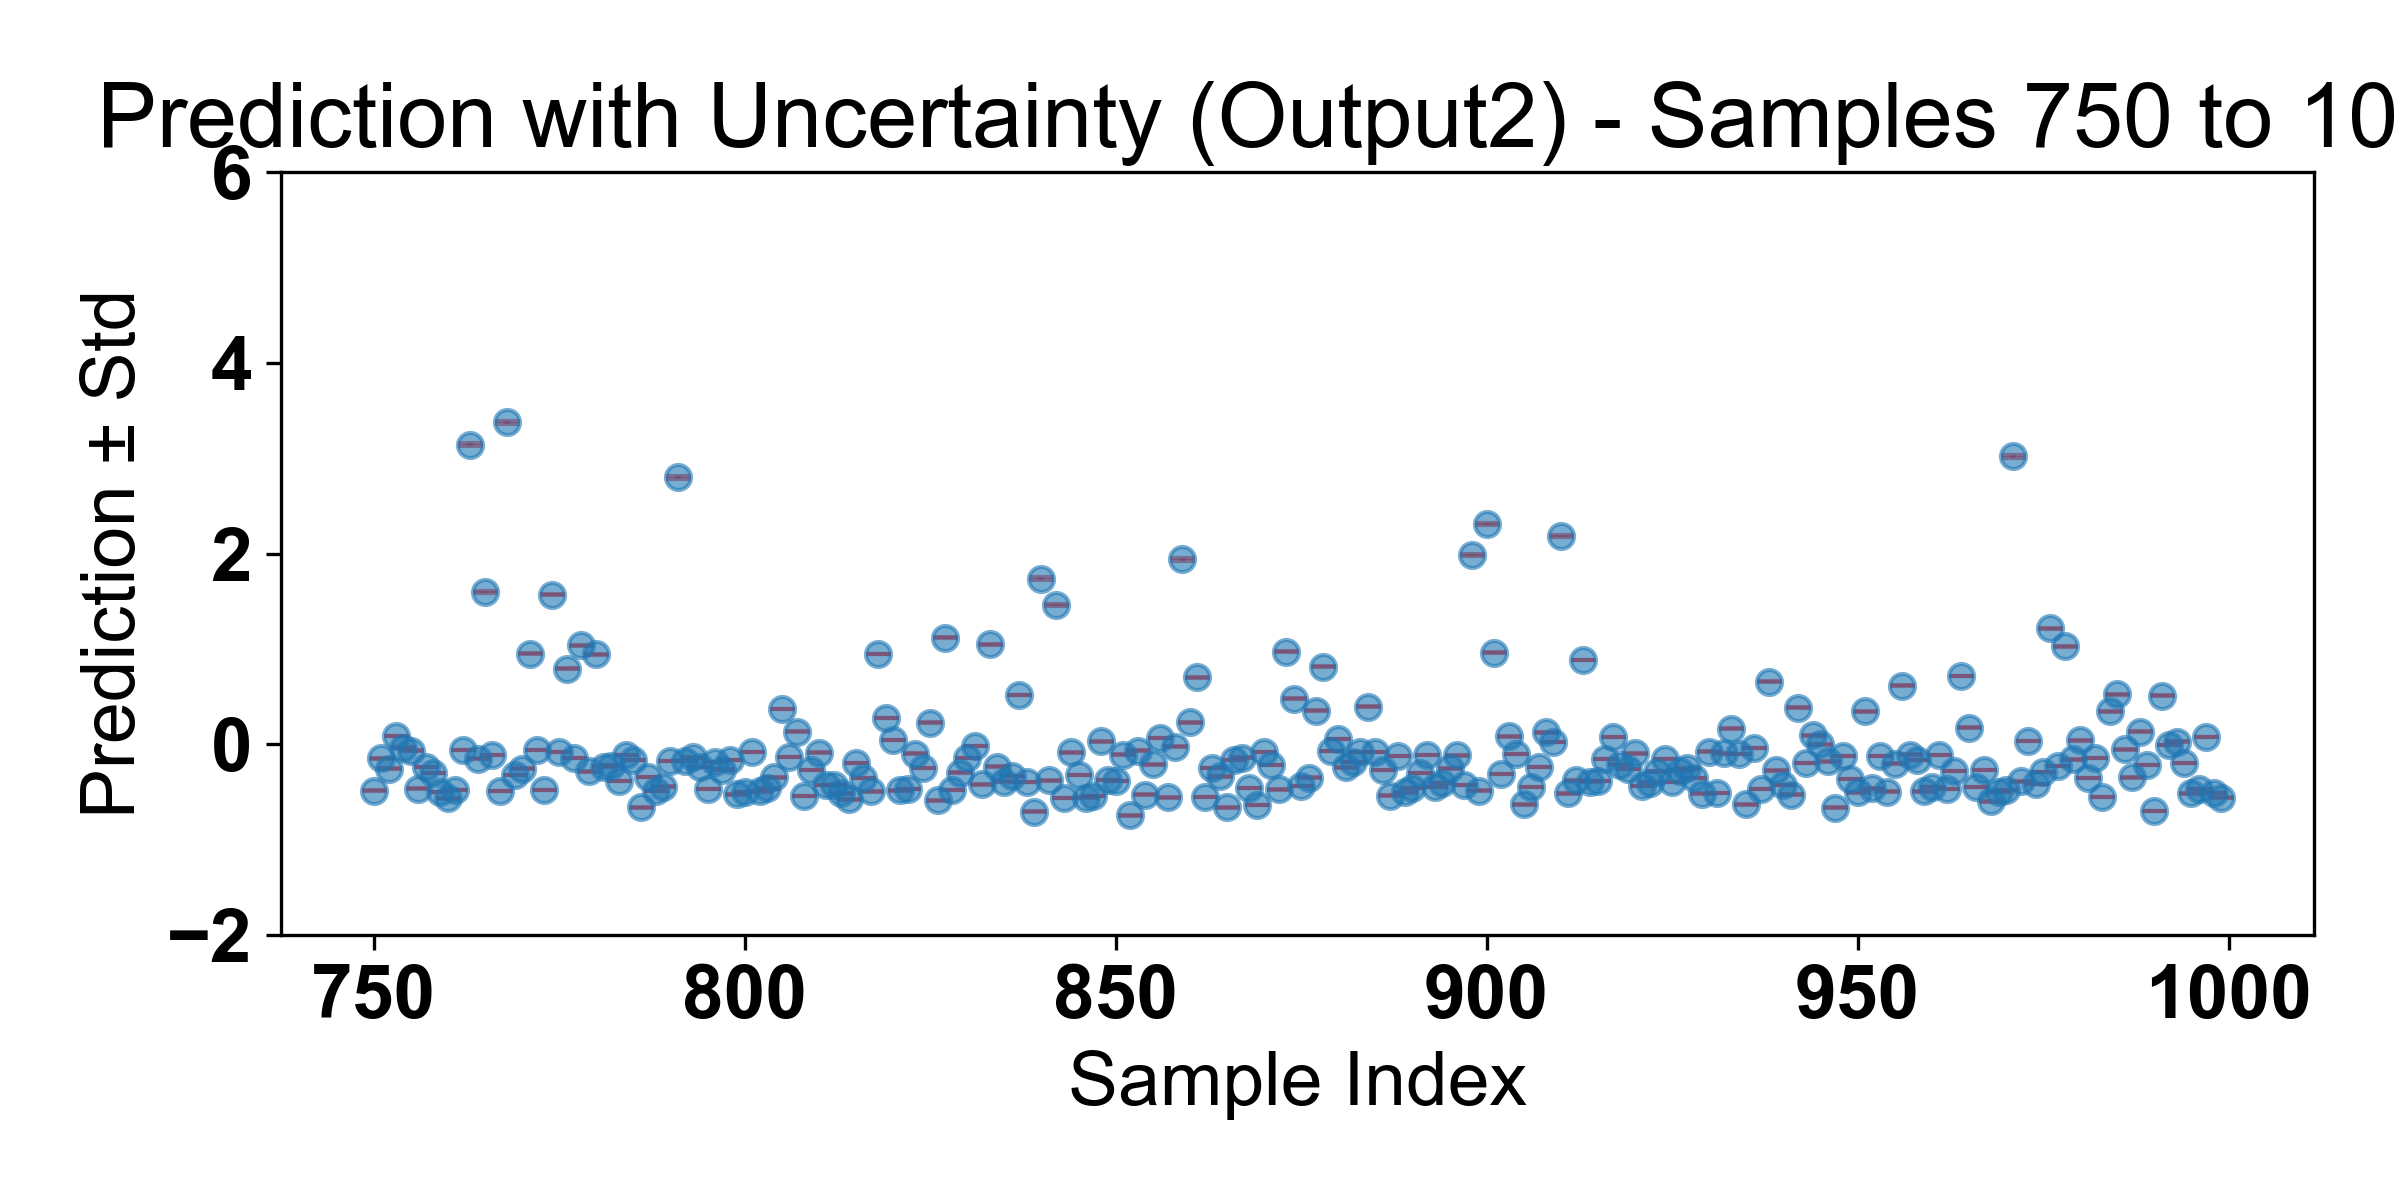 Prediction with Uncertainty (Output2) - Samples 750 to 10
6
4
2
0
−2
Prediction ± Std
750 800 850 900 950 1000
Sample Index